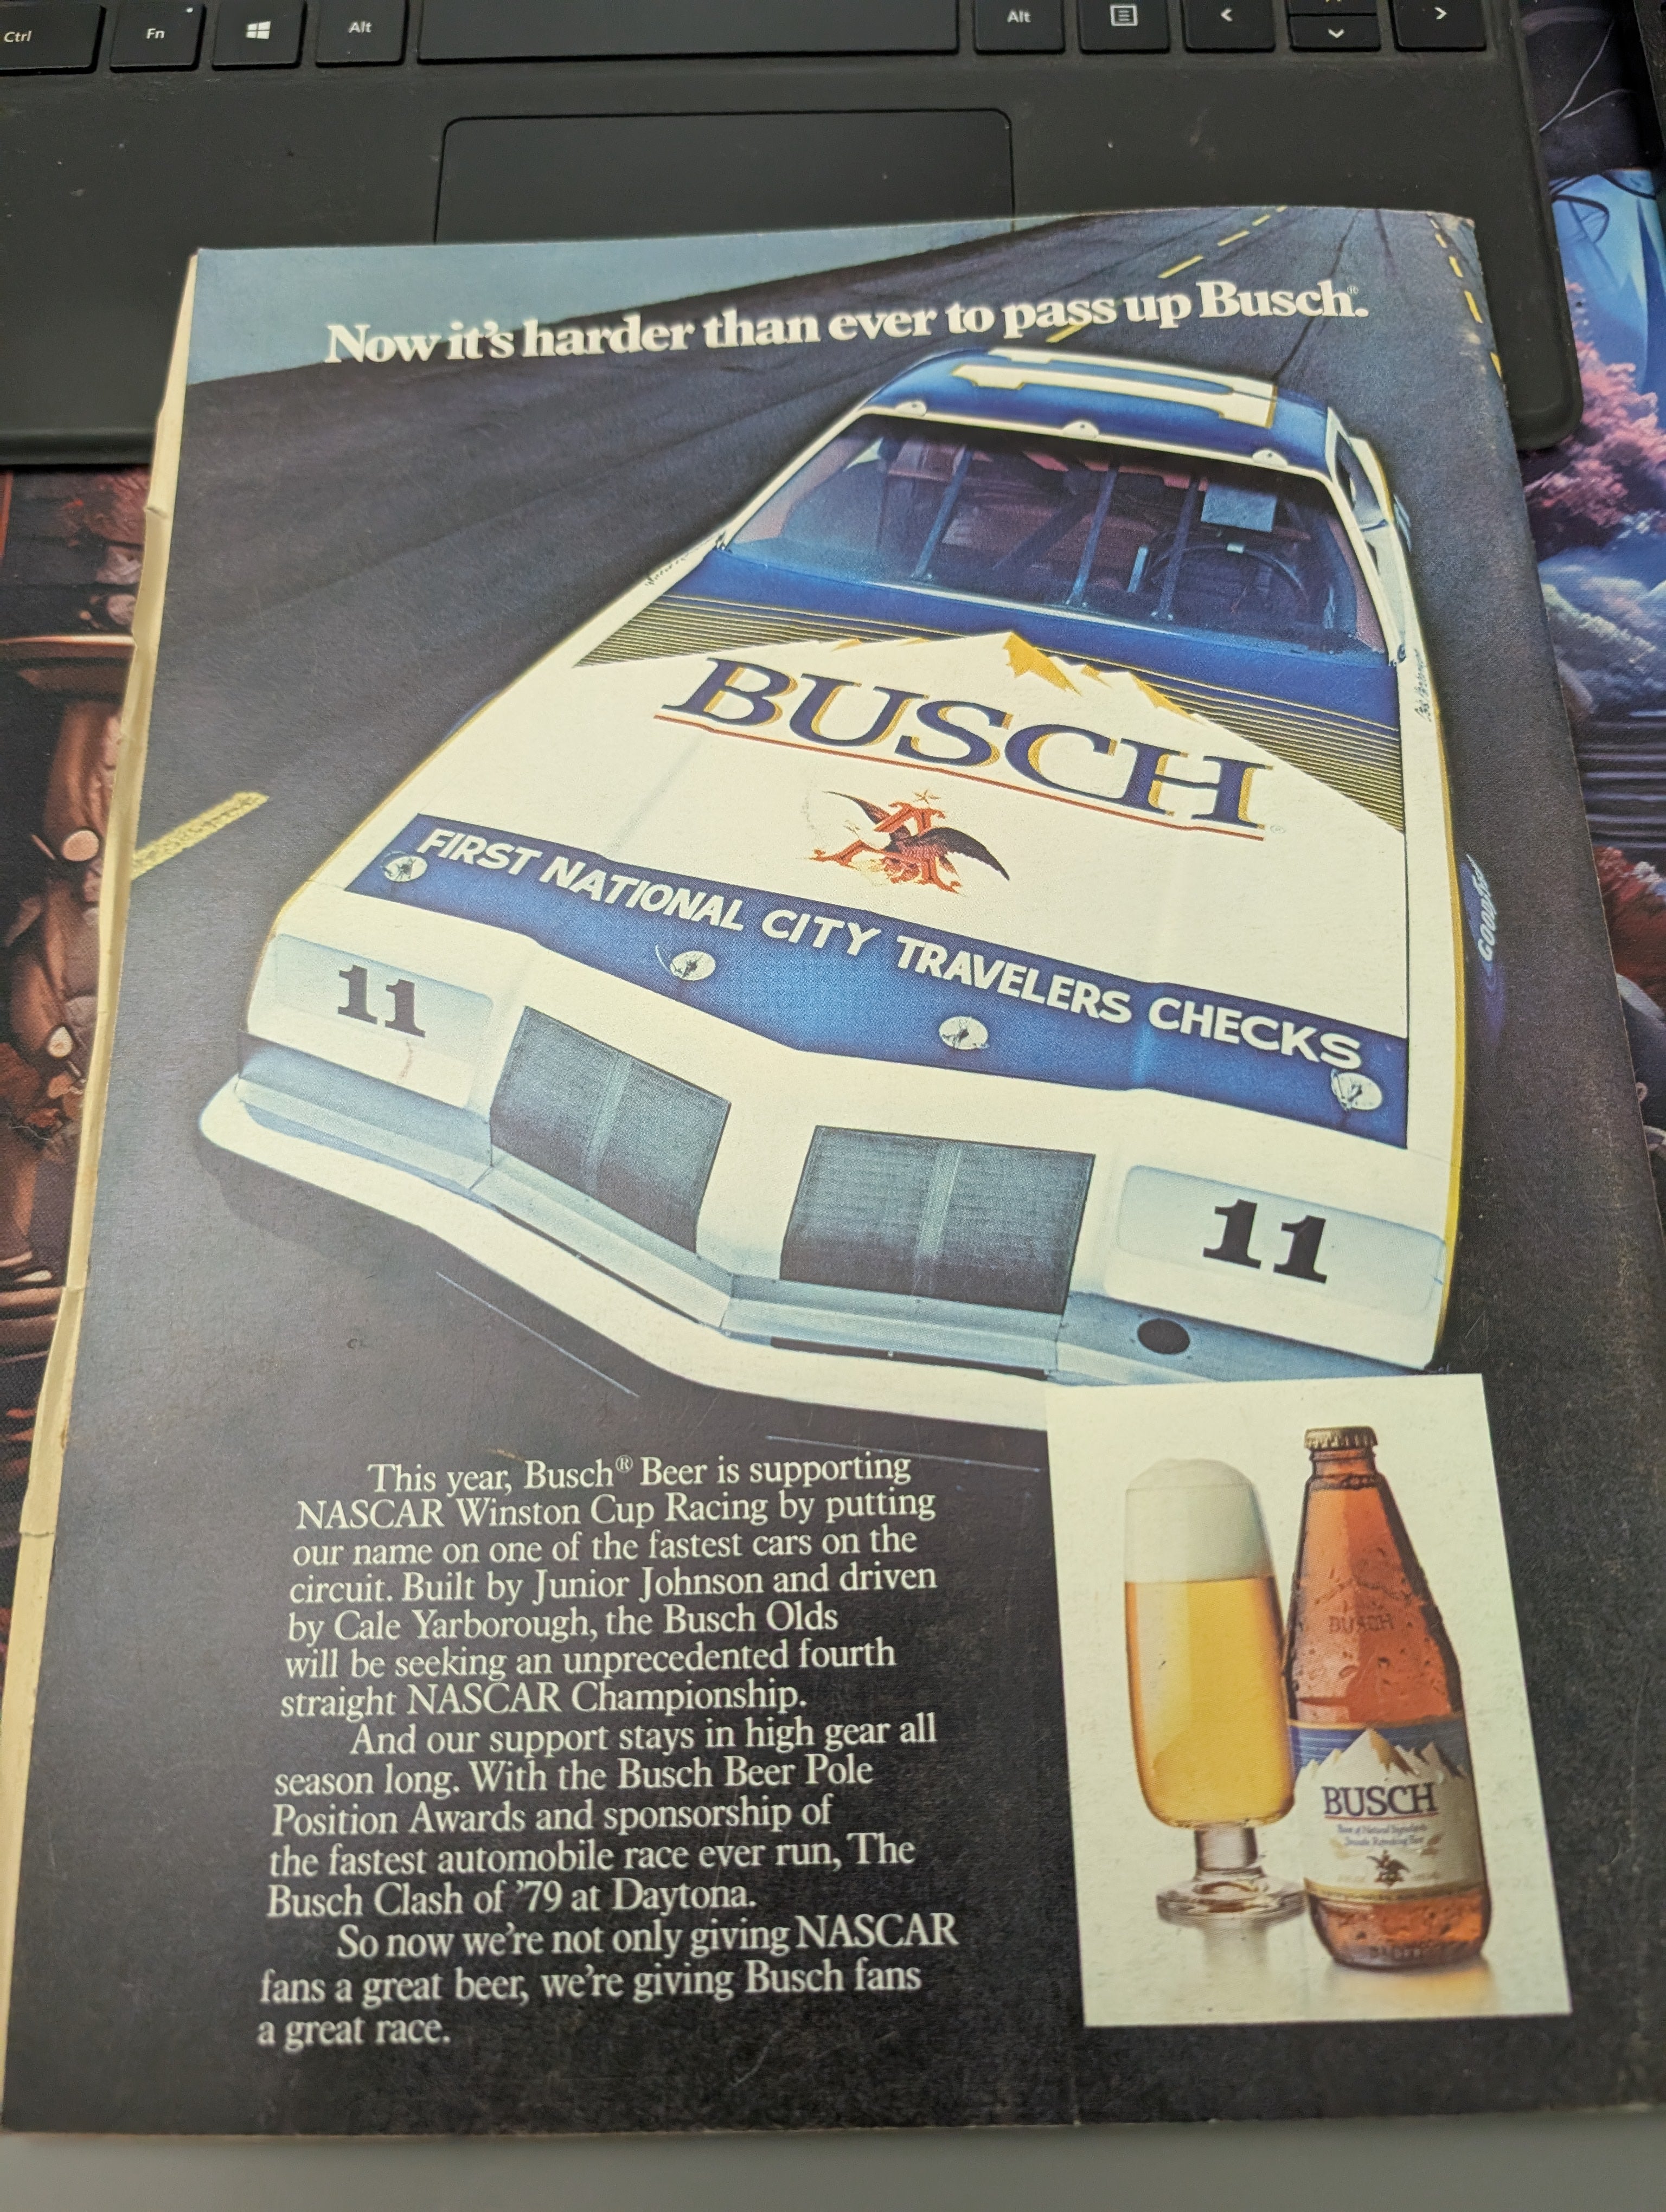 Ctrl
Fn
Alt
Alt
Now it's harder than ever to pass up Busch®.
BUSCH®
FIRST NATIONAL CITY TRAVELERS CHECKS
GOODYEAR
11
11
This year, Busch® Beer is supporting
NASCAR Winston Cup Racing by putting
our name on one of the fastest cars on the
circuit. Built by Junior Johnson and driven
by Cale Yarborough, the Busch Olds
will be seeking an unprecedented fourth
straight NASCAR Championship.
And our support stays in high gear all
season long. With the Busch Beer Pole
Position Awards and sponsorship of
the fastest automobile race ever run, The
Busch Clash of '79 at Daytona.
So now we're not only giving NASCAR
fans a great beer, we're giving Busch fans
a great race.
BUSCH
BUSCH